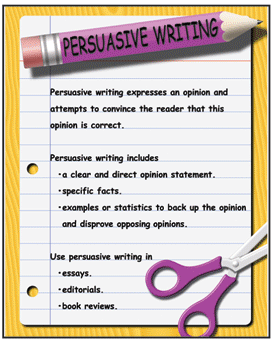 PERSUASIVE WRITING
Persuasive writing expresses an opinion and
attempts to convince the reader that this
opinion is correct.
Persuasive writing includes
•a clear and direct opinion statement.
•specific facts.
•examples or statistics to back up the opinion
and disprove opposing opinions.
Use persuasive writing in
•essays.
•editorials.
•book reviews.